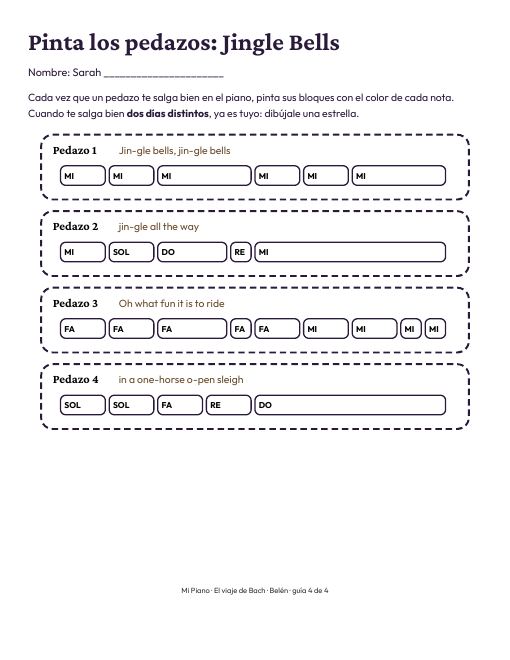 Pinta los pedazos: Jingle Bells
Nombre: Sarah ______________________
Cada vez que un pedazo te salga bien en el piano, pinta sus bloques con el color de cada nota.
Cuando te salga bien dos días distintos, ya es tuyo: dibújale una estrella.
Pedazo 1 Jin-gle bells, jin-gle bells
MI MI MI MI MI MI
Pedazo 2 jin-gle all the way
MI SOL DO RE MI
Pedazo 3 Oh what fun it is to ride
FA FA FA FA FA MI MI MI MI
Pedazo 4 in a one-horse o-pen sleigh
SOL SOL FA RE DO
Mi Piano · El viaje de Bach · Belén · guía 4 de 4